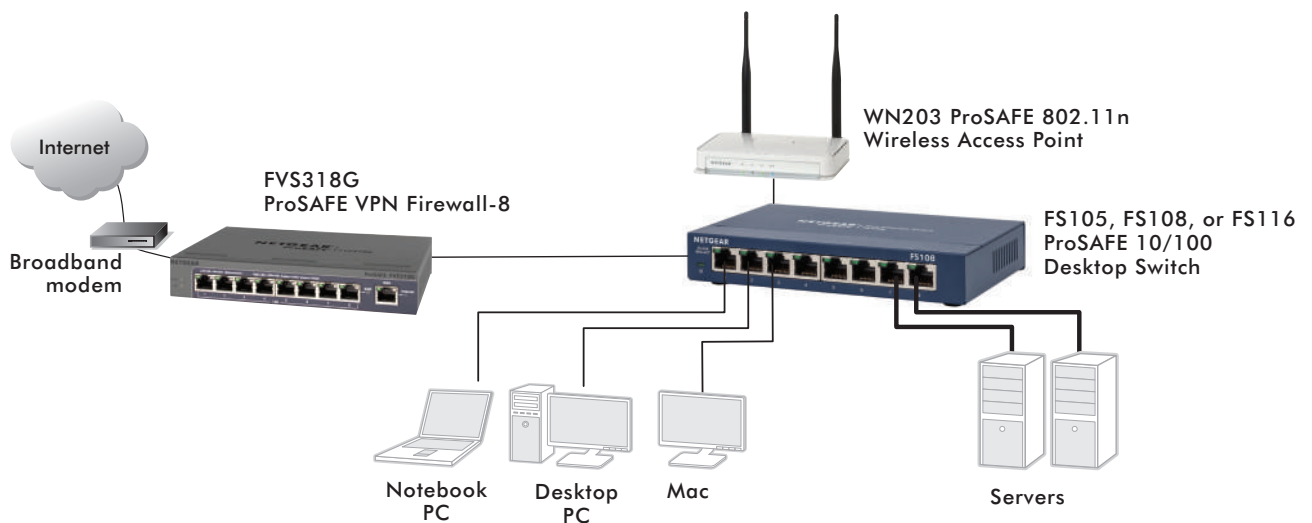 Internet
Broadband
modem
FVS318G
ProSAFE VPN Firewall-8
NETGEAR
WN203 ProSAFE 802.11n
Wireless Access Point
NETGEAR
FS108
FS105, FS108, or FS116
ProSAFE 10/100
Desktop Switch
Notebook
PC
Desktop
PC
Mac
Servers